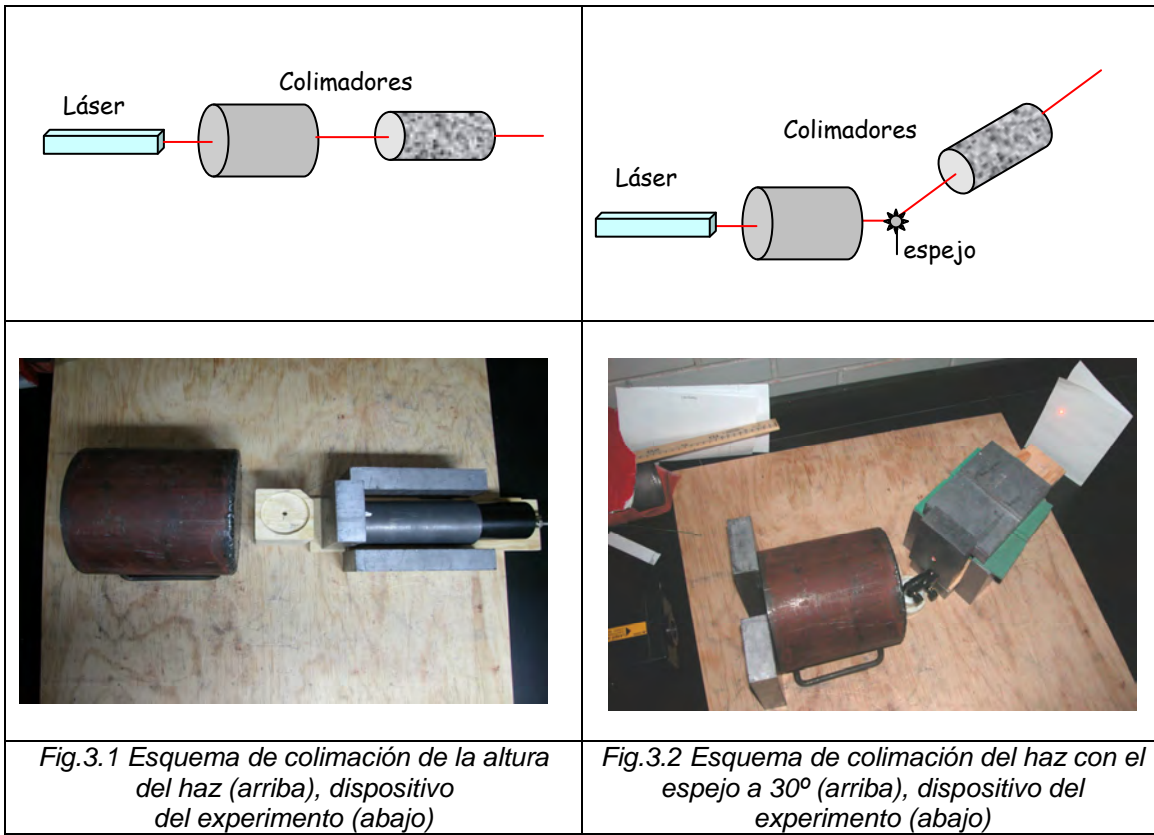 Láser
Colimadores
Láser
Colimadores
espejo
Fig.3.1 Esquema de colimación de la altura
del haz (arriba), dispositivo
del experimento (abajo)
Fig.3.2 Esquema de colimación del haz con el
espejo a 30º (arriba), dispositivo del
experimento (abajo)